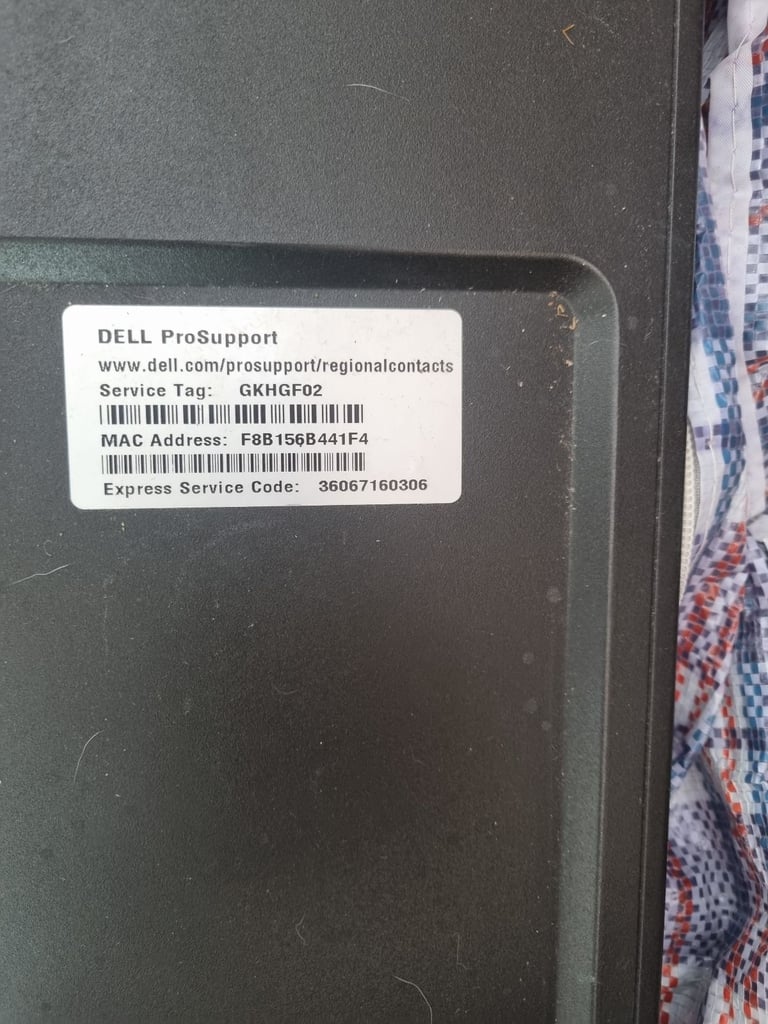 DELL ProSupport
www.dell.com/prosupport/regionalcontacts
Service Tag: GKHGF02
MAC Address: F8B156B441F4
Express Service Code: 36067160306